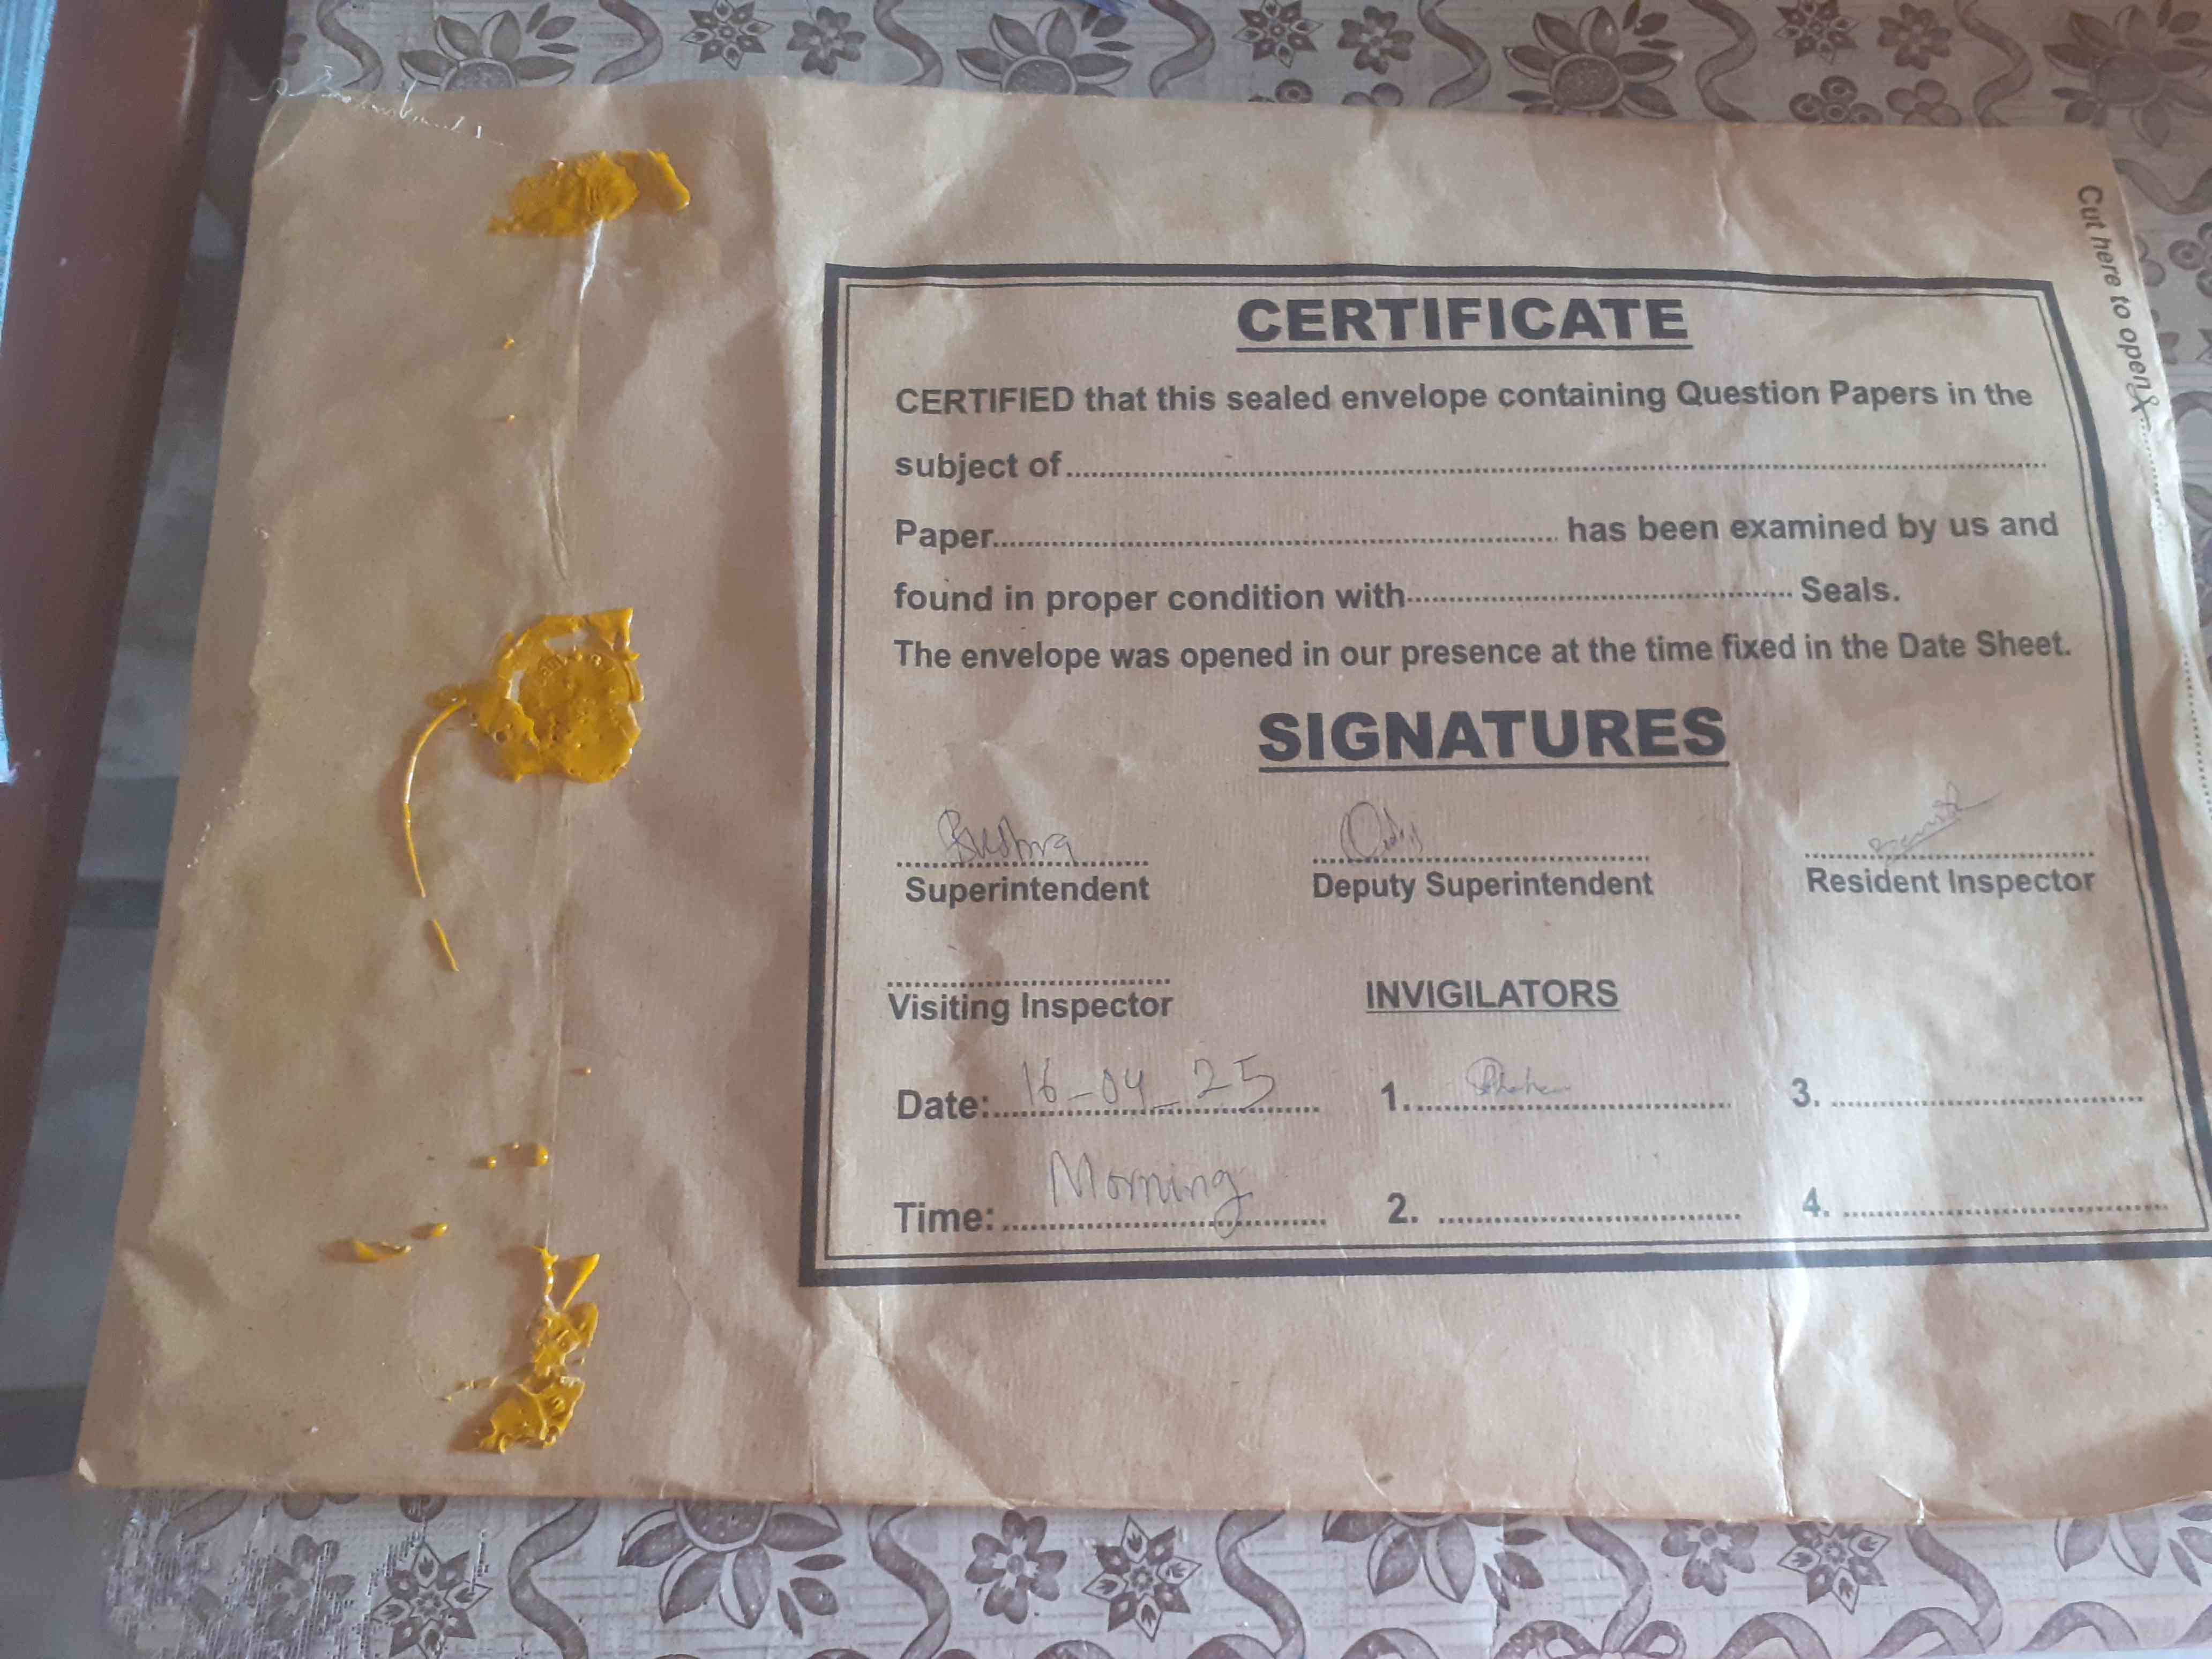 Cut here to open
CERTIFICATE
CERTIFIED that this sealed envelope containing Question Papers in the
subject of
Paper has been examined by us and
found in proper condition with Seals.
The envelope was opened in our presence at the time fixed in the Date Sheet.
SIGNATURES
Bushra
Superintendent Deputy Superintendent Resident Inspector
Visiting Inspector INVIGILATORS
Date: 16-04-25 1. 3.
Time: Morning 2. 4.